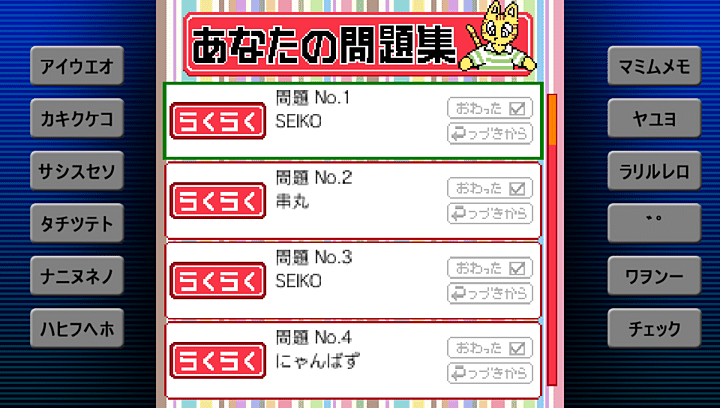 あなたの問題集
アイウエオ
カキクケコ
サシスセソ
タチツテト
ナニヌネノ
ハヒフヘホ
らくらく
問題 No.1
SEIKO
おわった
つづきから
らくらく
問題 No.2
串丸
おわった
つづきから
らくらく
問題 No.3
SEIKO
おわった
つづきから
らくらく
問題 No.4
にゃんばず
おわった
つづきから
マミムメモ
ヤユヨ
ラリルレロ
゛゜
ワヲンー
チェック